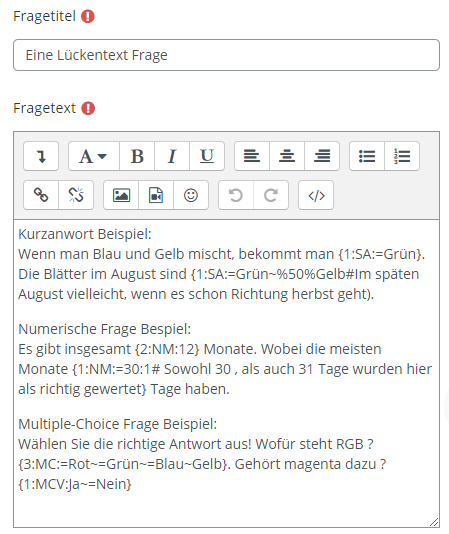 Fragetitel
Eine Lückentext Frage
Fragetext
A B I U
Kurzanwort Beispiel:
Wenn man Blau und Gelb mischt, bekommt man {1:SA:=Grün}.
Die Blätter im August sind {1:SA:=Grün~%50%Gelb#Im späten
August vielleicht, wenn es schon Richtung herbst geht).
Numerische Frage Bespiel:
Es gibt insgesamt {2:NM:12} Monate. Wobei die meisten
Monate {1:NM:=30:1# Sowohl 30 , als auch 31 Tage wurden hier
als richtig gewertet} Tage haben.
Multiple-Choice Frage Beispiel:
Wählen Sie die richtige Antwort aus! Wofür steht RGB ?
{3:MC:=Rot~=Grün~=Blau~Gelb}. Gehört magenta dazu ?
{1:MCV:Ja~=Nein}